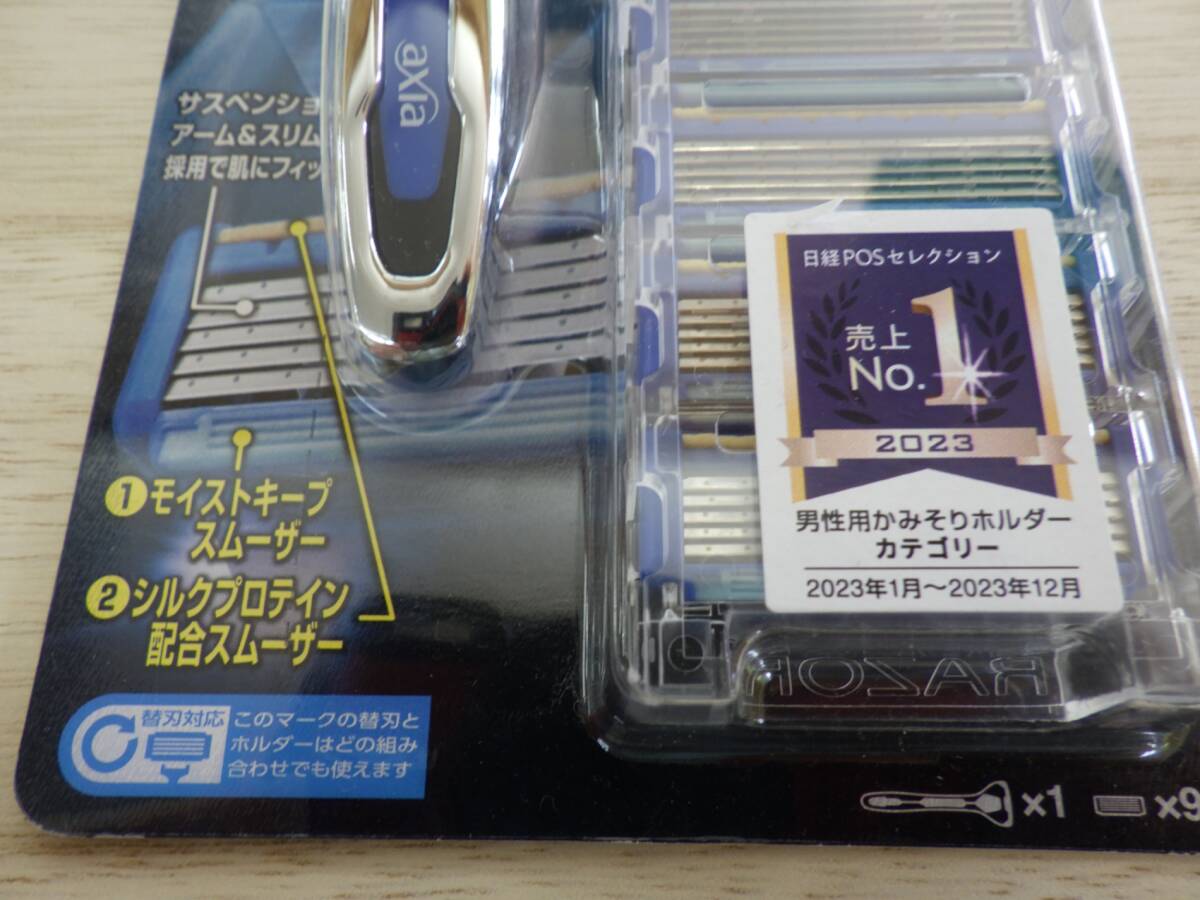 axia
サスペンショ
アーム&スリム
採用で肌にフィッ
1モイストキープ
スムーザー
2シルクプロテイン
配合スムーザー
替刃対応
このマークの替刃と
ホルダーはどの組み
合わせでも使えます
日経POSセレクション
売上
No.1
2023
男性用かみそりホルダー
カテゴリー
2023年1月～2023年12月
RAZOR
×1
×9